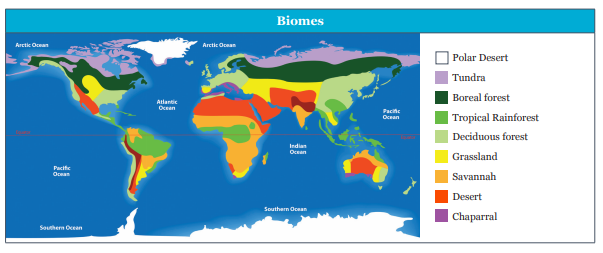 Biomes
Arctic Ocean
Arctic Ocean
Atlantic
Ocean
Pacific
Ocean
Indian
Ocean
Pacific
Ocean
Southern Ocean
Southern Ocean
Polar Desert
Tundra
Boreal forest
Tropical Rainforest
Deciduous forest
Grassland
Savannah
Desert
Chaparral